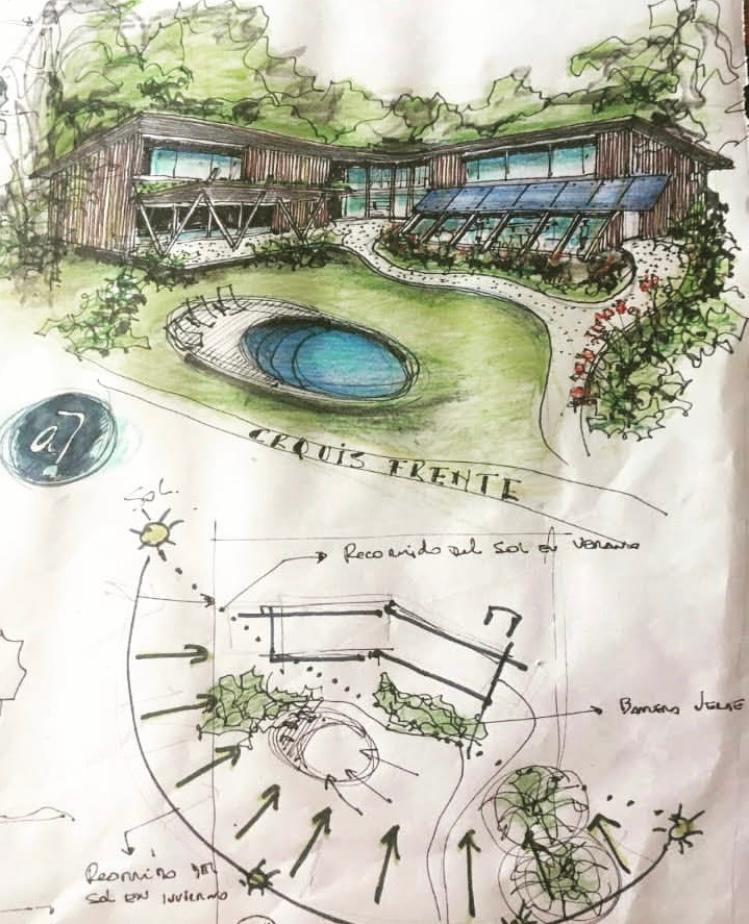 a7
CROQUIS FRENTE
SOL.
Recorrido del Sol en Verano
Barrera Verde
Recorrido del
Sol en Invierno